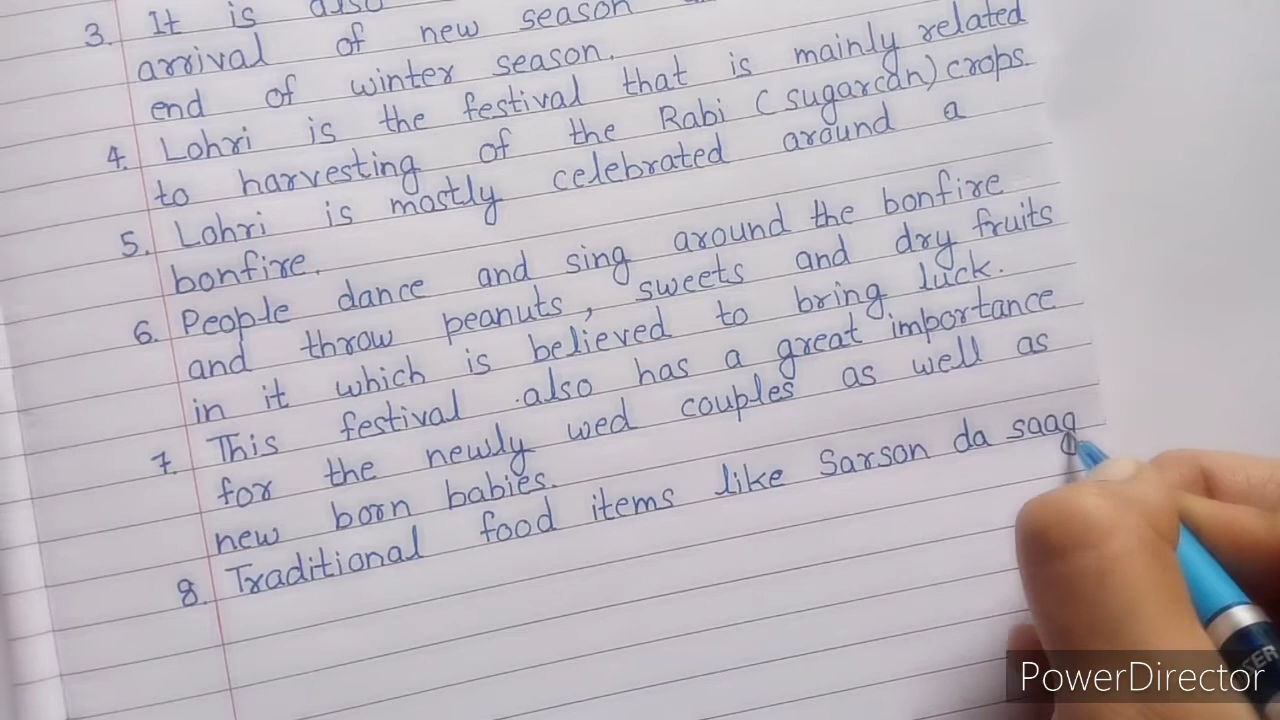 3. It is also
arrival of new season
end of winter season.
4. Lohri is the festival that is mainly related
to harvesting of the Rabi (sugarcan) crops.
5. Lohri is mostly celebrated around a
bonfire.
6. People dance and sing around the bonfire
and throw peanuts, sweets and dry fruits
in it which is believed to bring luck.
7. This festival also has a great importance
for the newly wed couples as well as
new born babies.
8. Traditional food items like Sarson da saag
PowerDirector